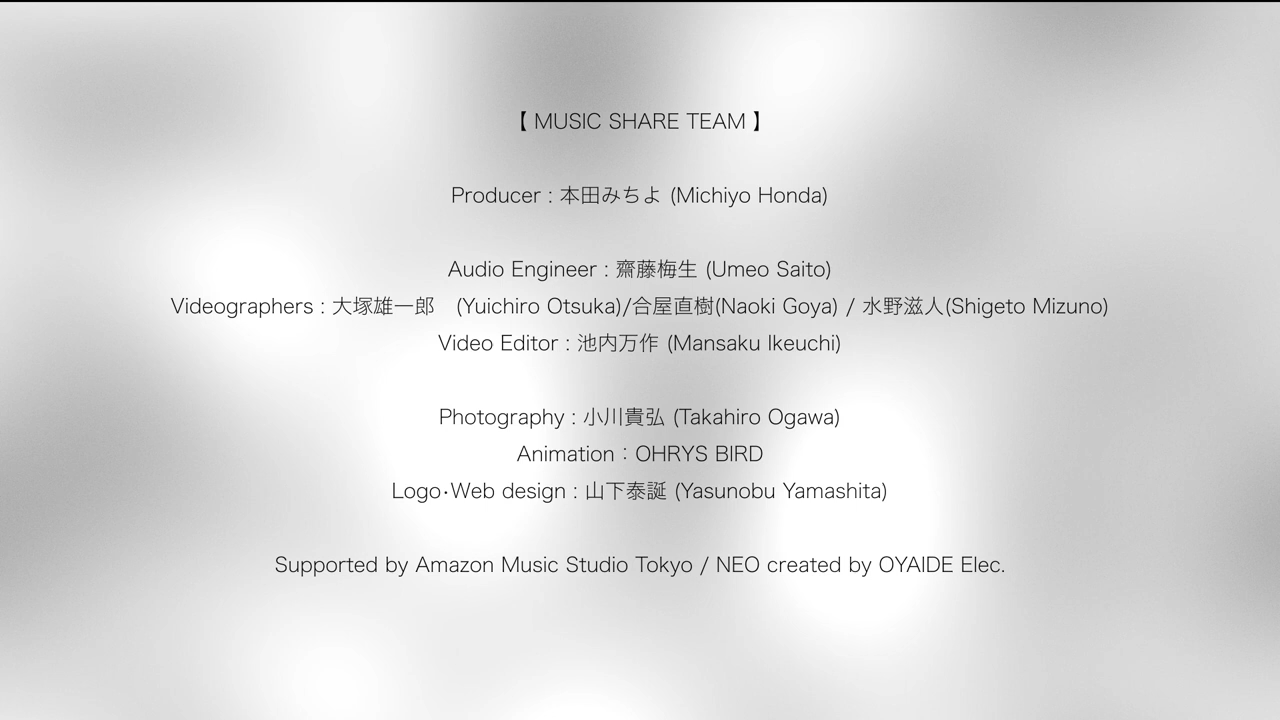 【 MUSIC SHARE TEAM 】
Producer : 本田みちよ (Michiyo Honda)
Audio Engineer : 齋藤梅生 (Umeo Saito)
Videographers : 大塚雄一郎　(Yuichiro Otsuka)/合屋直樹(Naoki Goya) / 水野滋人(Shigeto Mizuno)
Video Editor : 池内万作 (Mansaku Ikeuchi)
Photography : 小川貴弘 (Takahiro Ogawa)
Animation：OHRYS BIRD
Logo・Web design : 山下泰誕 (Yasunobu Yamashita)
Supported by Amazon Music Studio Tokyo / NEO created by OYAIDE Elec.